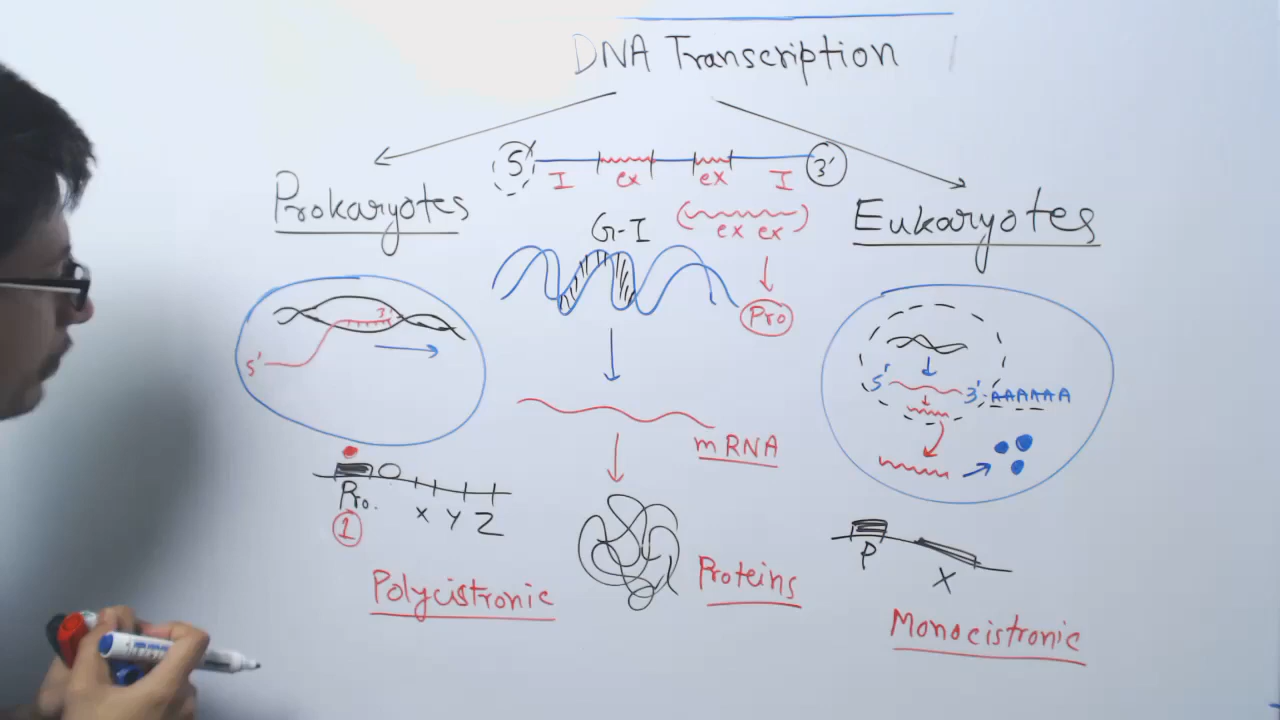 DNA Transcription
5' 3'
I ex ex I
Prokaryotes
(ex ex)
Eukaryotes
G-I
Pro
3'
5'
5' 3' AAAAAA
mRNA
Pro.
X Y Z
1
P
X
Proteins
Polycistronic
Monocistronic